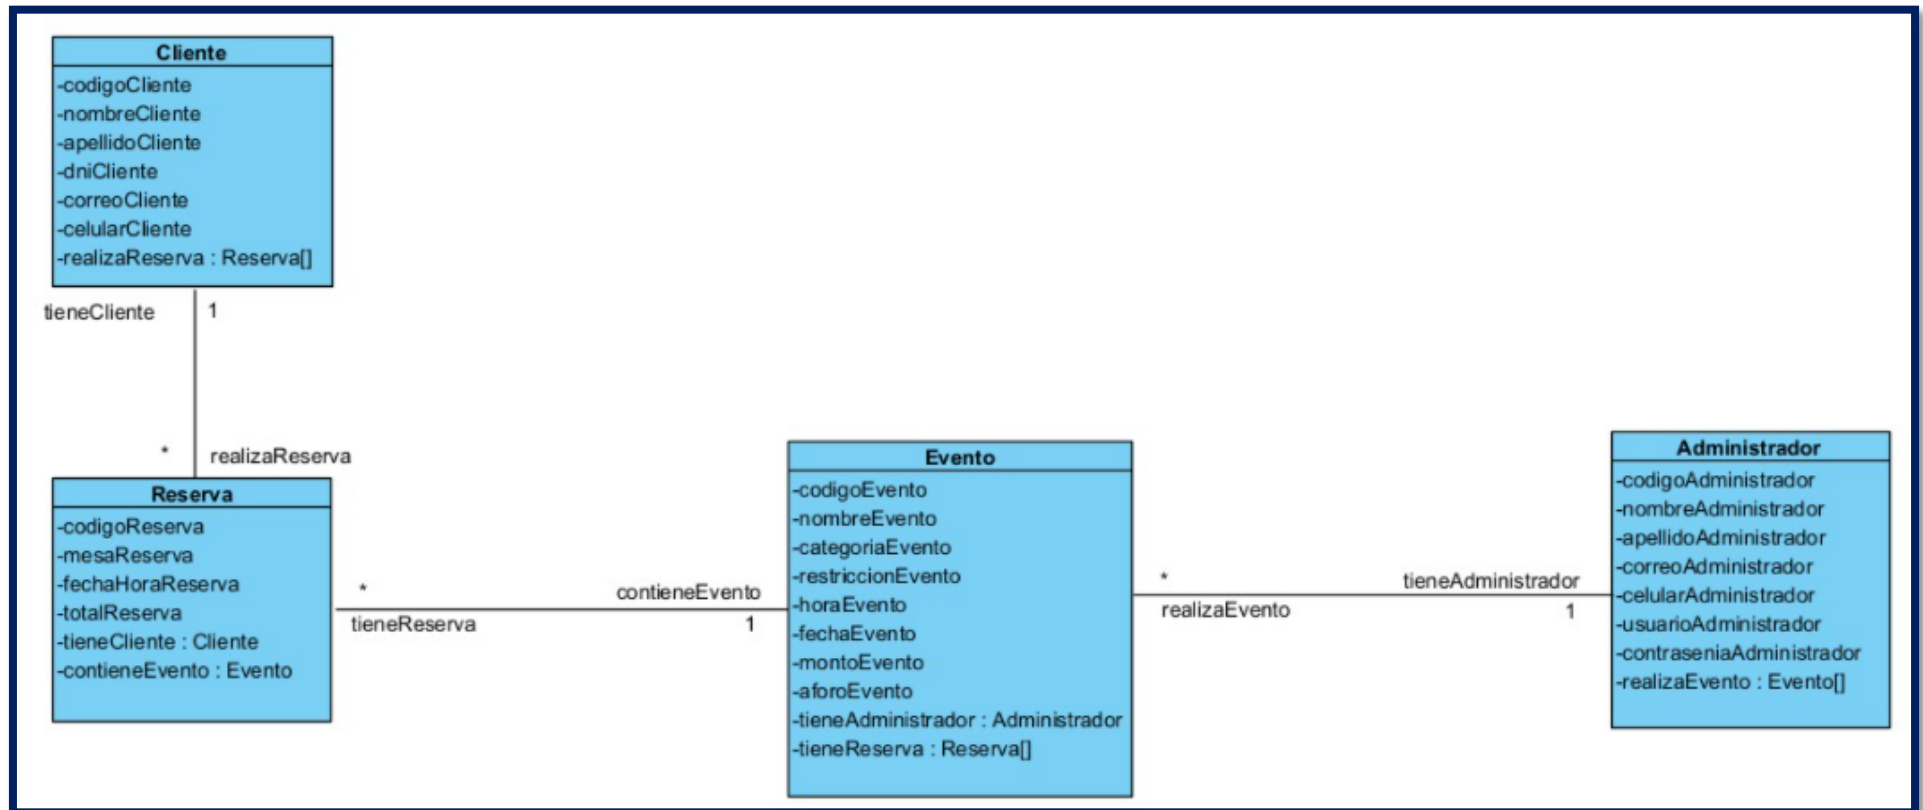 Cliente
-codigoCliente
-nombreCliente
-apellidoCliente
-dniCliente
-correoCliente
-celularCliente
-realizaReserva : Reserva[]
tieneCliente
1
*
realizaReserva
Reserva
-codigoReserva
-mesaReserva
-fechaHoraReserva
-totalReserva
-tieneCliente : Cliente
-contieneEvento : Evento
*
tieneReserva
contieneEvento
1
Evento
-codigoEvento
-nombreEvento
-categoriaEvento
-restriccionEvento
-horaEvento
-fechaEvento
-montoEvento
-aforoEvento
-tieneAdministrador : Administrador
-tieneReserva : Reserva[]
*
realizaEvento
tieneAdministrador
1
Administrador
-codigoAdministrador
-nombreAdministrador
-apellidoAdministrador
-correoAdministrador
-celularAdministrador
-usuarioAdministrador
-contraseniaAdministrador
-realizaEvento : Evento[]